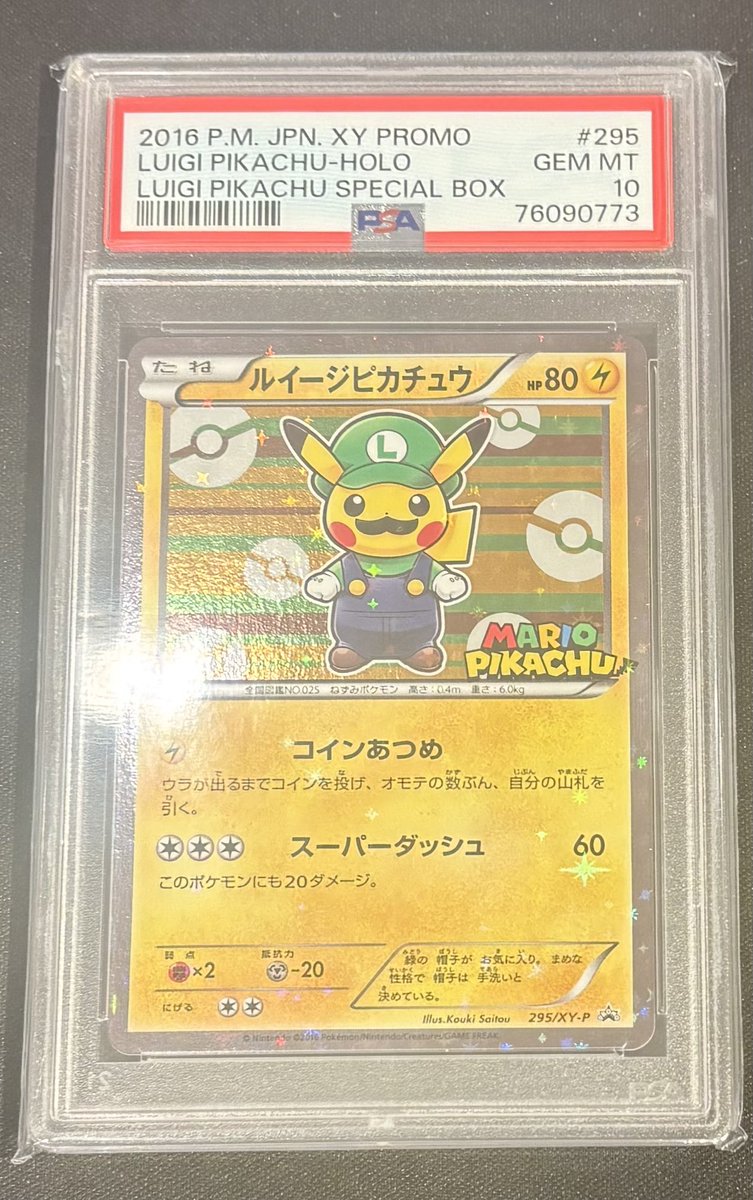 2016 P.M. JPN. XY PROMO #295
LUIGI PIKACHU-HOLO GEM MT
LUIGI PIKACHU SPECIAL BOX 10
PSA 76090773
たね ルイージピカチュウ HP80
L
MARIO
PIKACHU
全国図鑑NO.025 ねずみポケモン 高さ:0.4m 重さ:6.0kg
コインあつめ
ウラが出るまでコインを投げ、オモテの数ぶん、自分の山札を
引く。
スーパーダッシュ 60
このポケモンにも20ダメージ。
弱点 抵抗力
×2 -20
にげる
緑の 帽子が お気に入り。 まめな
性格で 帽子は 手洗いと
決めている。
Illus.Kouki Saitou 295/XY-P
© Nintendo ©2016 Pokémon/Nintendo/Creatures/GAME FREAK